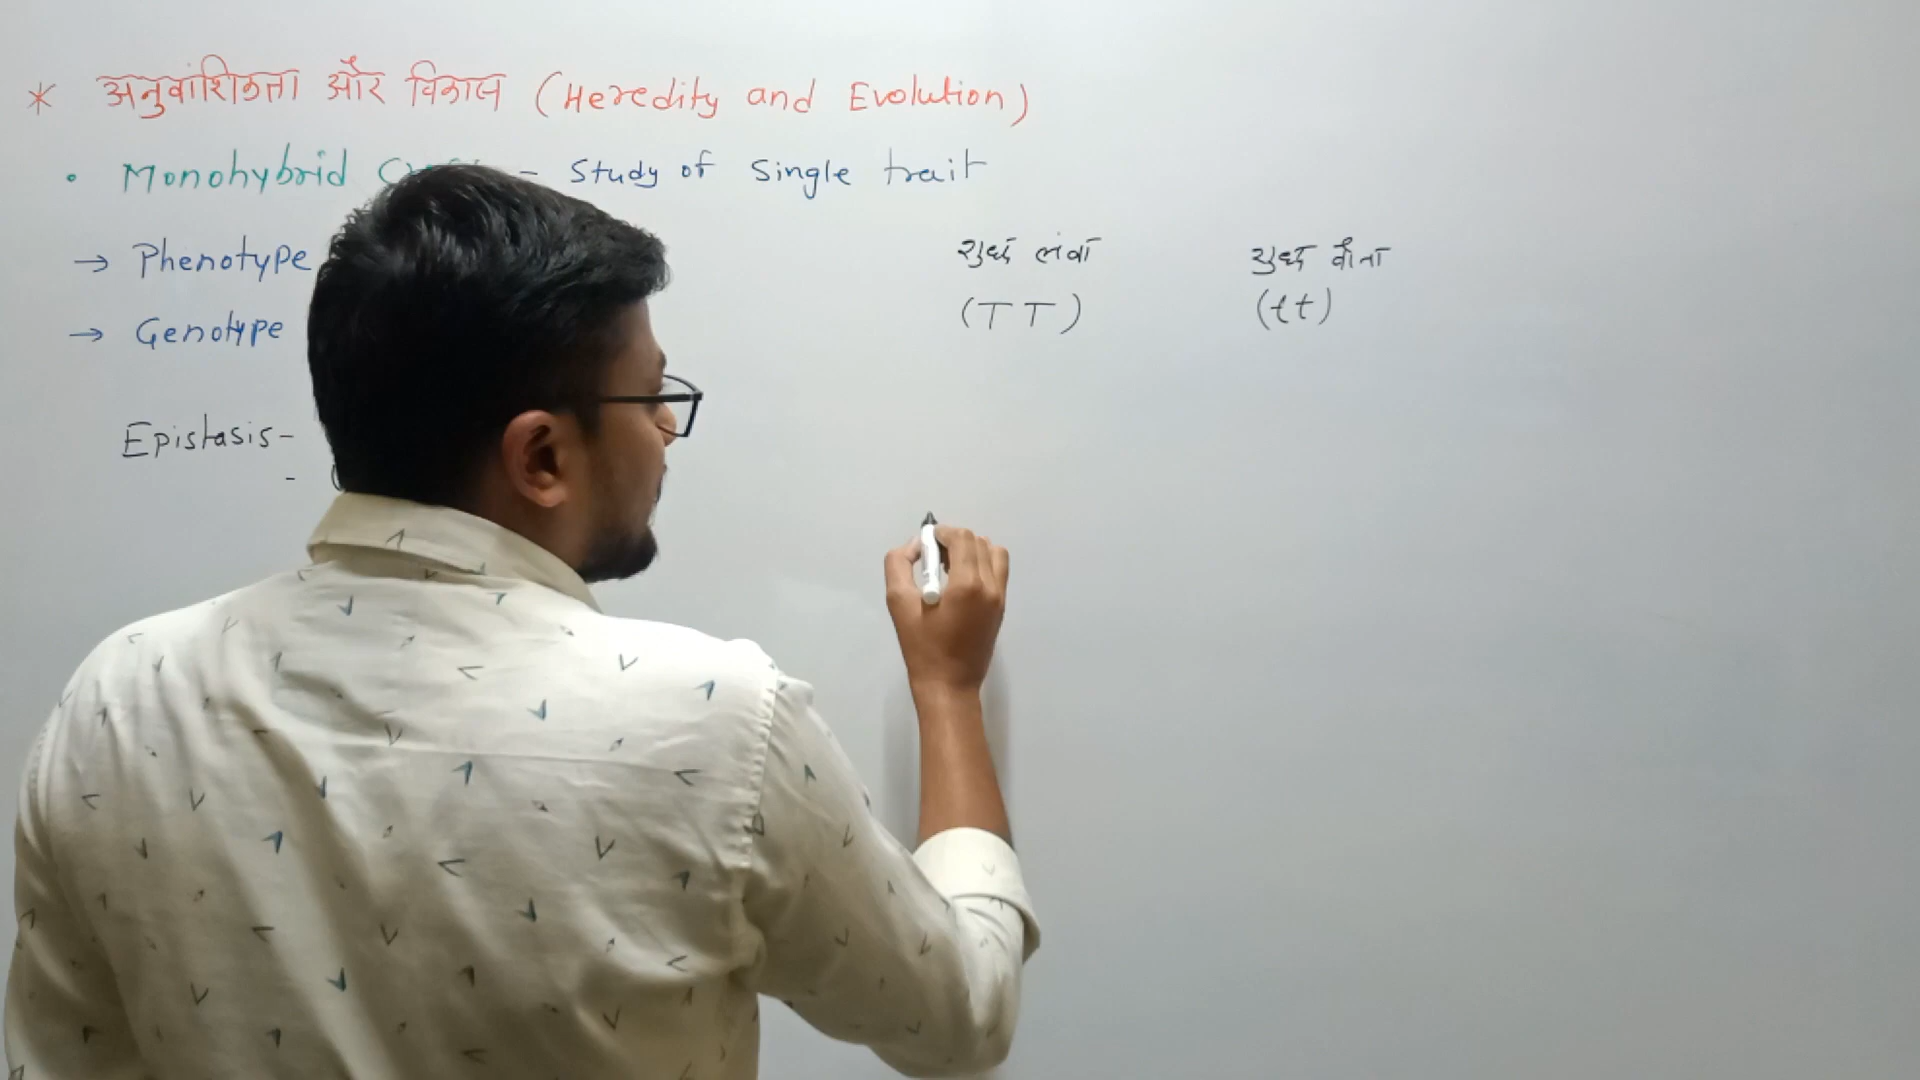 * अनुवांशिकता और विकास (Heredity and Evolution)
• Monohybrid - Study of Single trait
→ Phenotype
शुध्द लंबा शुध्द बौना
→ Genotype
(TT) (tt)
Epistasis-
-